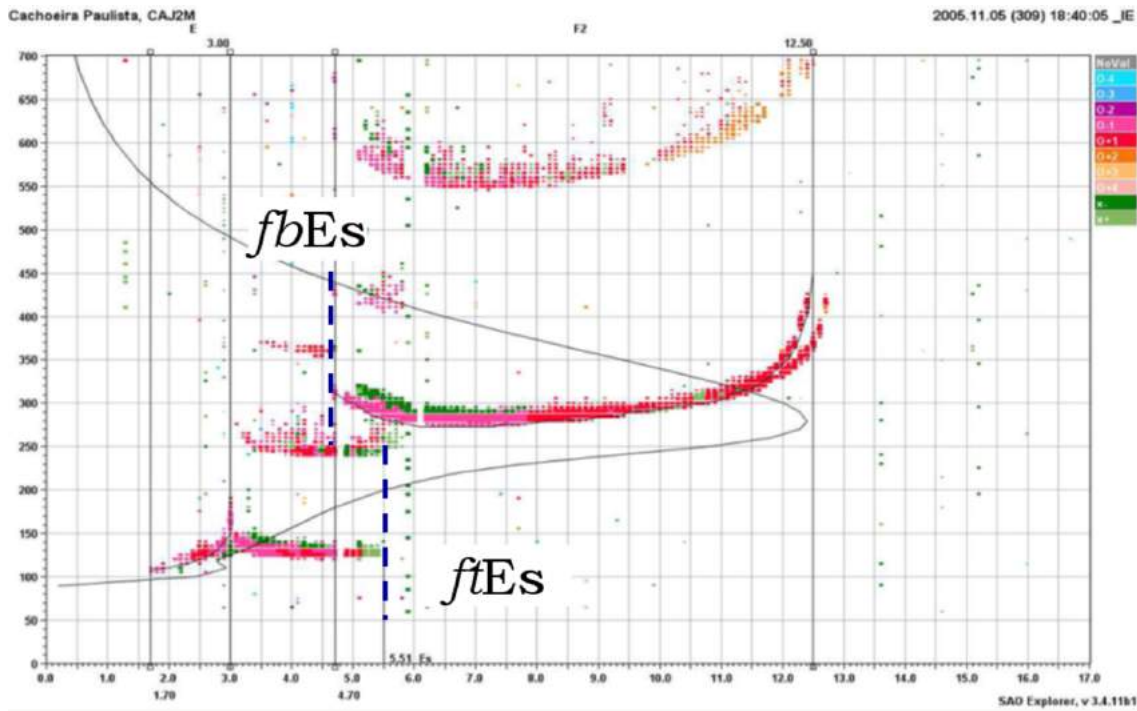 Cachoeira Paulista, CAJ2M 2005.11.05 (309) 18:40:05 _IE
E F2
3.00 12.50
700
650
600
550
500
450
400
350
300
250
200
150
100
50
0
NoVal
O-4
O-3
O-2
O-1
O+1
O+2
O+3
O+4
X-
X+
fbEs
ftEs
5.51 Es
0.0 1.0 2.0 3.0 4.0 5.0 6.0 7.0 8.0 9.0 10.0 11.0 12.0 13.0 14.0 15.0 16.0 17.0
1.70 4.70
SAO Explorer, v 3.4.11b1